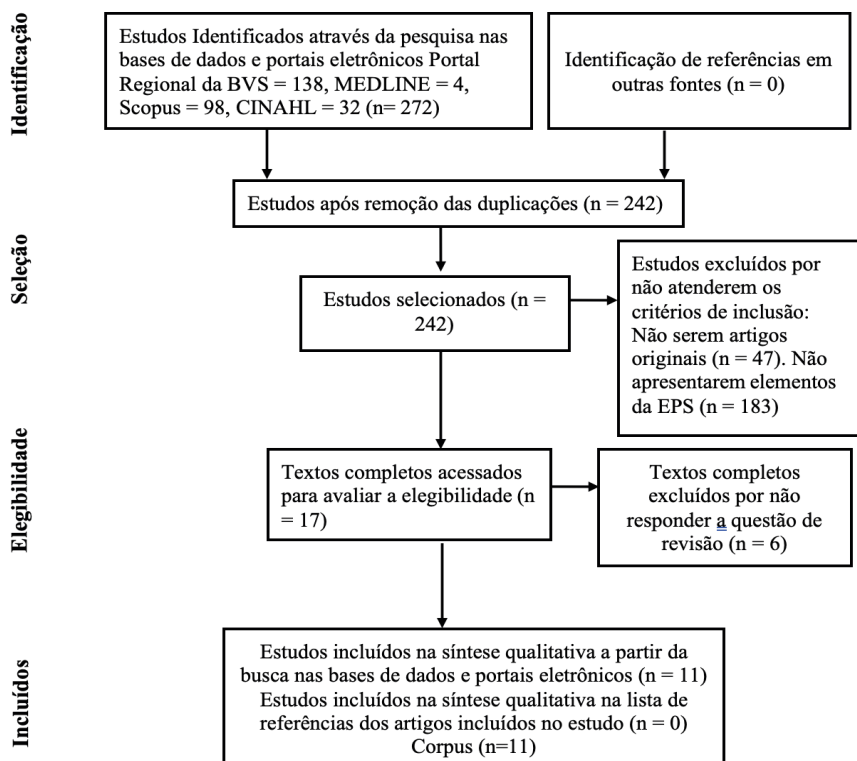 Identificação
Estudos Identificados através da pesquisa nas
bases de dados e portais eletrônicos Portal
Regional da BVS = 138, MEDLINE = 4,
Scopus = 98, CINAHL = 32 (n= 272)
Identificação de referências em
outras fontes (n = 0)
Estudos após remoção das duplicações (n = 242)
Seleção
Estudos selecionados (n =
242)
Estudos excluídos por
não atenderem os
critérios de inclusão:
Não serem artigos
originais (n = 47). Não
apresentarem elementos
da EPS (n = 183)
Elegibilidade
Textos completos acessados
para avaliar a elegibilidade (n
= 17)
Textos completos
excluídos por não
responder a questão de
revisão (n = 6)
Incluídos
Estudos incluídos na síntese qualitativa a partir da
busca nas bases de dados e portais eletrônicos (n = 11)
Estudos incluídos na síntese qualitativa na lista de
referências dos artigos incluídos no estudo (n = 0)
Corpus (n=11)